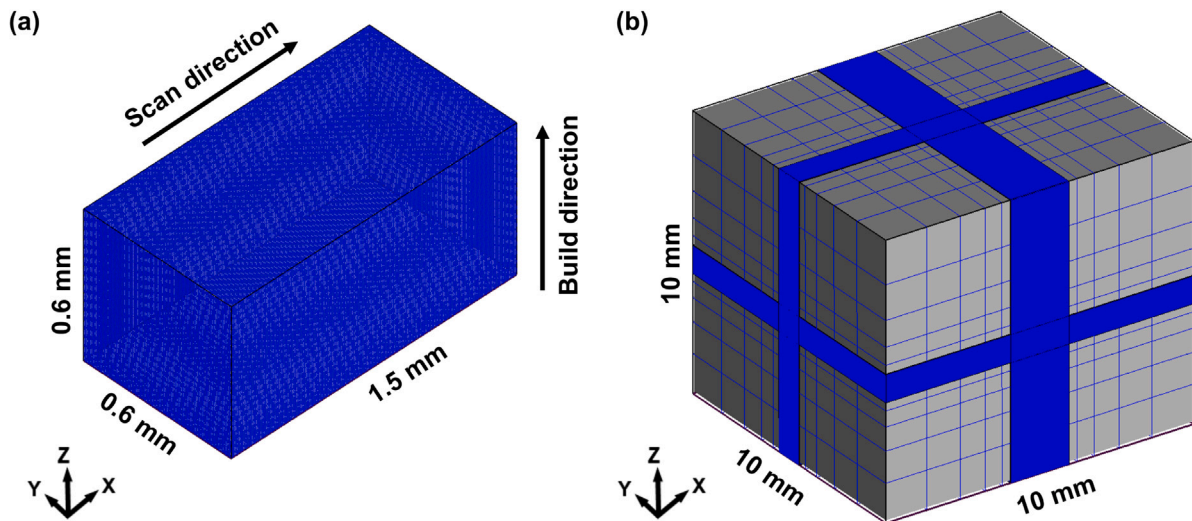 (a)
Scan direction
Build direction
0.6 mm
0.6 mm
1.5 mm
Z
Y
X
(b)
10 mm
10 mm
10 mm
Z
Y
X